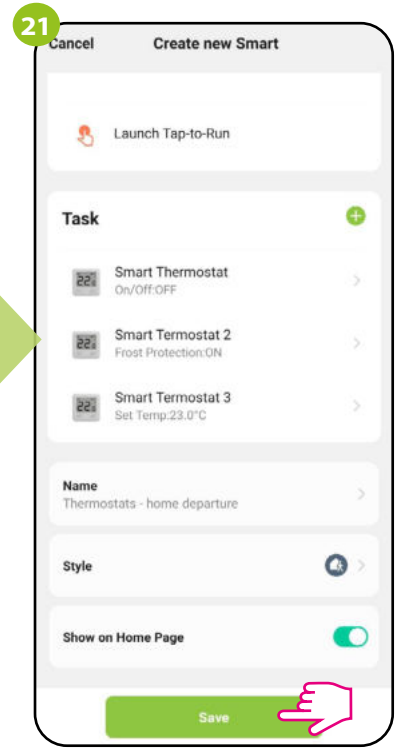 21
Cancel Create new Smart
Launch Tap-to-Run
Task
Smart Thermostat
On/Off:OFF
Smart Termostat 2
Frost Protection:ON
Smart Termostat 3
Set Temp:23.0°C
Name
Thermostats - home departure
Style
Show on Home Page
Save